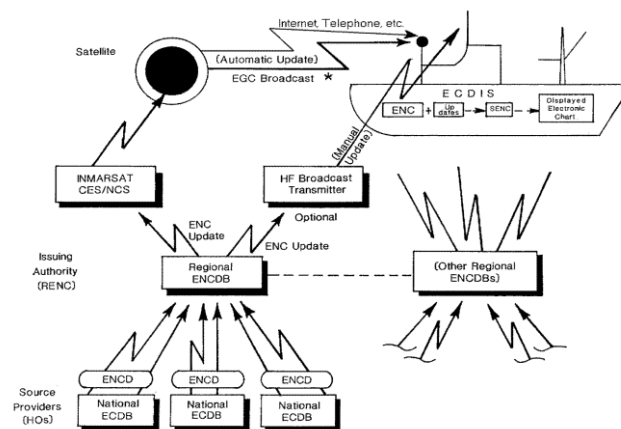 Internet, Telephone, etc.
Satellite
(Automatic Update)
EGC Broadcast *
ECDIS
ENC + Up dates SENC Displayed Electronic Chart
(Manual Update)
INMARSAT
CES/NCS
HF Broadcast
Transmitter
Optional
ENC
Update
ENC Update
Issuing
Authority
(RENC)
Regional
ENCDB
(Other Regional
ENCDBs)
ENCD
ENCD
ENCD
Source
Providers
(HOs)
National
ECDB
National
ECDB
National
ECDB